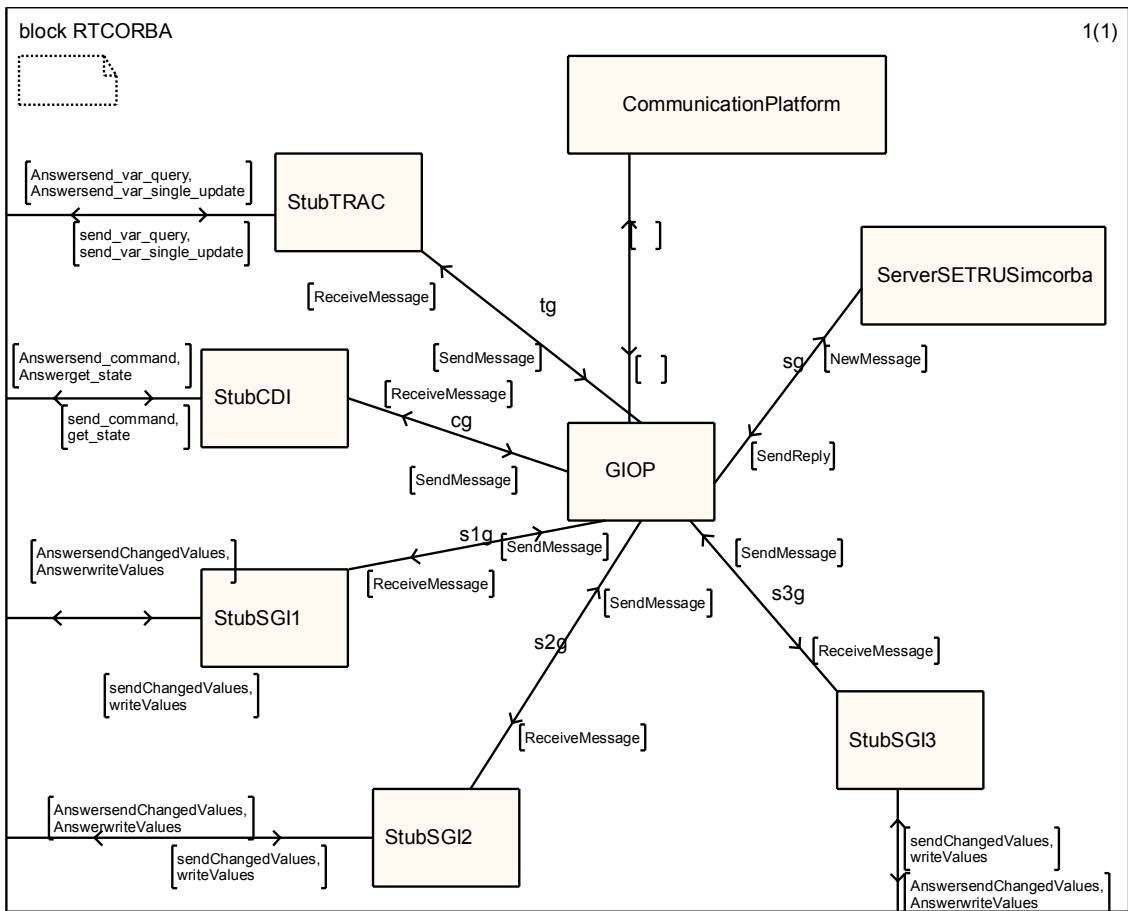 block RTCORBA
1(1)
CommunicationPlatform
[Answersend_var_query,
Answersend_var_single_update]
StubTRAC
[send_var_query,
send_var_single_update]
[ ]
ServerSETRUSimcorba
[ReceiveMessage]
tg
[SendMessage]
[ ]
sg
[NewMessage]
[Answersend_command,
Answerget_state]
StubCDI
[ReceiveMessage]
cg
[send_command,
get_state]
[SendMessage]
GIOP
[SendReply]
s1g
[SendMessage]
[SendMessage]
[AnswersendChangedValues,
AnswerwriteValues]
[ReceiveMessage]
[SendMessage]
s3g
StubSGI1
s2g
[ReceiveMessage]
[sendChangedValues,
writeValues]
[ReceiveMessage]
StubSGI3
[AnswersendChangedValues,
AnswerwriteValues]
StubSGI2
[sendChangedValues,
writeValues]
[sendChangedValues,
writeValues]
[AnswersendChangedValues,
AnswerwriteValues]